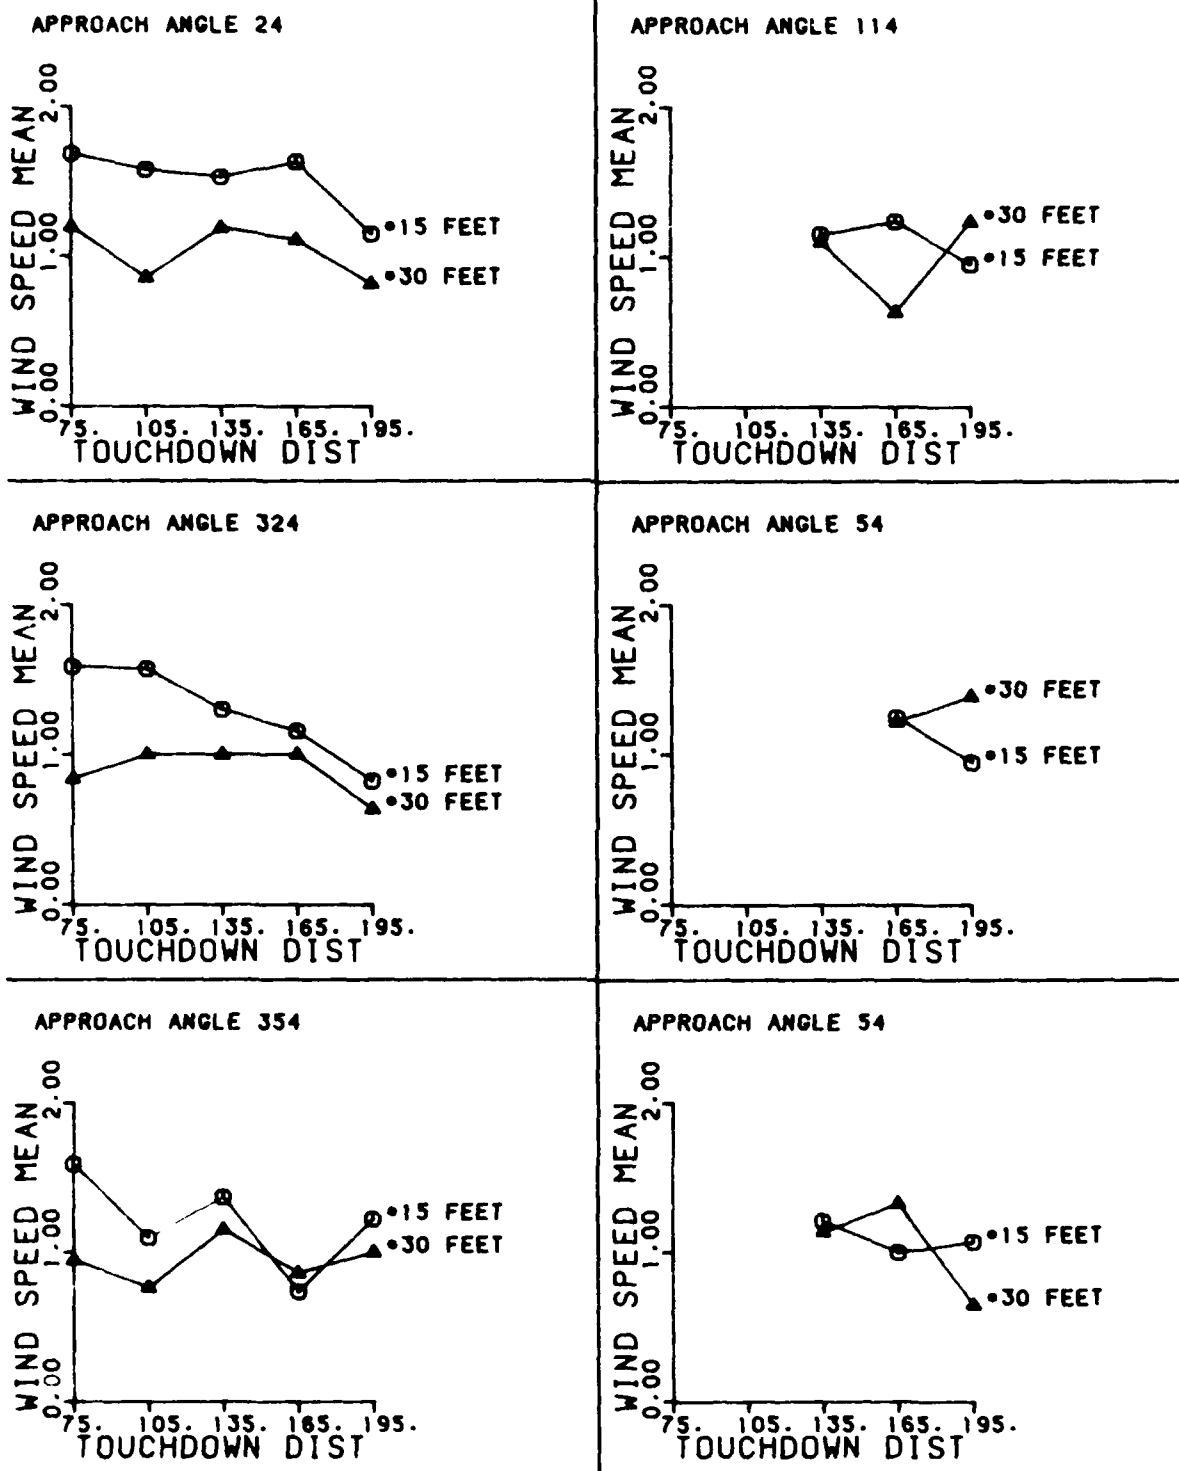 APPROACH ANGLE 24
2.00
1.00
0.00
WIND SPEED MEAN
•15 FEET
•30 FEET
75. 105. 135. 165. 195.
TOUCHDOWN DIST
APPROACH ANGLE 114
2.00
1.00
0.00
WIND SPEED MEAN
•30 FEET
•15 FEET
75. 105. 135. 165. 195.
TOUCHDOWN DIST
APPROACH ANGLE 324
2.00
1.00
0.00
WIND SPEED MEAN
•15 FEET
•30 FEET
75. 105. 135. 165. 195.
TOUCHDOWN DIST
APPROACH ANGLE 54
2.00
1.00
0.00
WIND SPEED MEAN
•30 FEET
•15 FEET
75. 105. 135. 165. 195.
TOUCHDOWN DIST
APPROACH ANGLE 354
2.00
1.00
0.00
WIND SPEED MEAN
•15 FEET
•30 FEET
75. 105. 135. 165. 195.
TOUCHDOWN DIST
APPROACH ANGLE 54
2.00
1.00
0.00
WIND SPEED MEAN
•15 FEET
•30 FEET
75. 105. 135. 165. 195.
TOUCHDOWN DIST